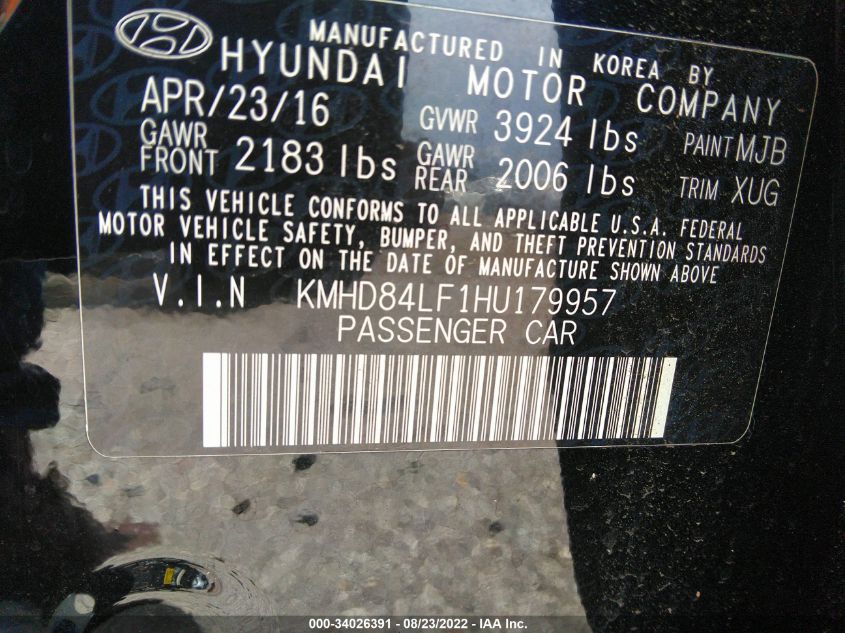 MANUFACTURED IN KOREA BY
HYUNDAI MOTOR COMPANY
APR/23/16 GVWR 3924 lbs PAINT MJB
GAWR FRONT 2183 lbs GAWR REAR 2006 lbs TRIM XUG
THIS VEHICLE CONFORMS TO ALL APPLICABLE U.S.A. FEDERAL
MOTOR VEHICLE SAFETY, BUMPER, AND THEFT PREVENTION STANDARDS
IN EFFECT ON THE DATE OF MANUFACTURE SHOWN ABOVE
V.I.N KMHD84LF1HU179957
PASSENGER CAR
000-34026391 - 08/23/2022 - IAA Inc.